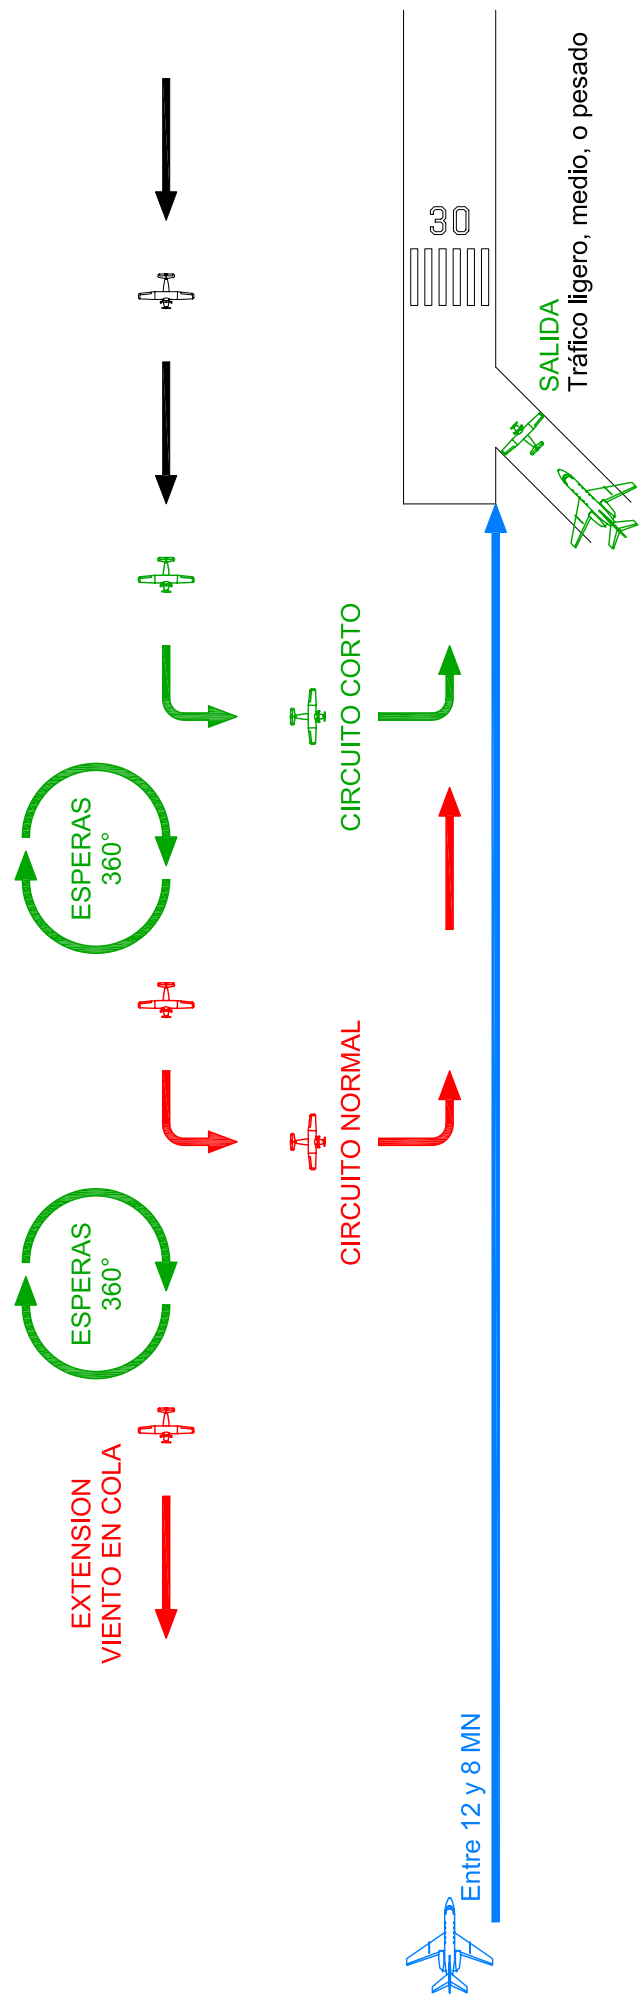 30
SALIDA
Tráfico ligero, medio, o pesado
CIRCUITO CORTO
ESPERAS
360°
CIRCUITO NORMAL
ESPERAS
360°
EXTENSION
VIENTO EN COLA
Entre 12 y 8 MN